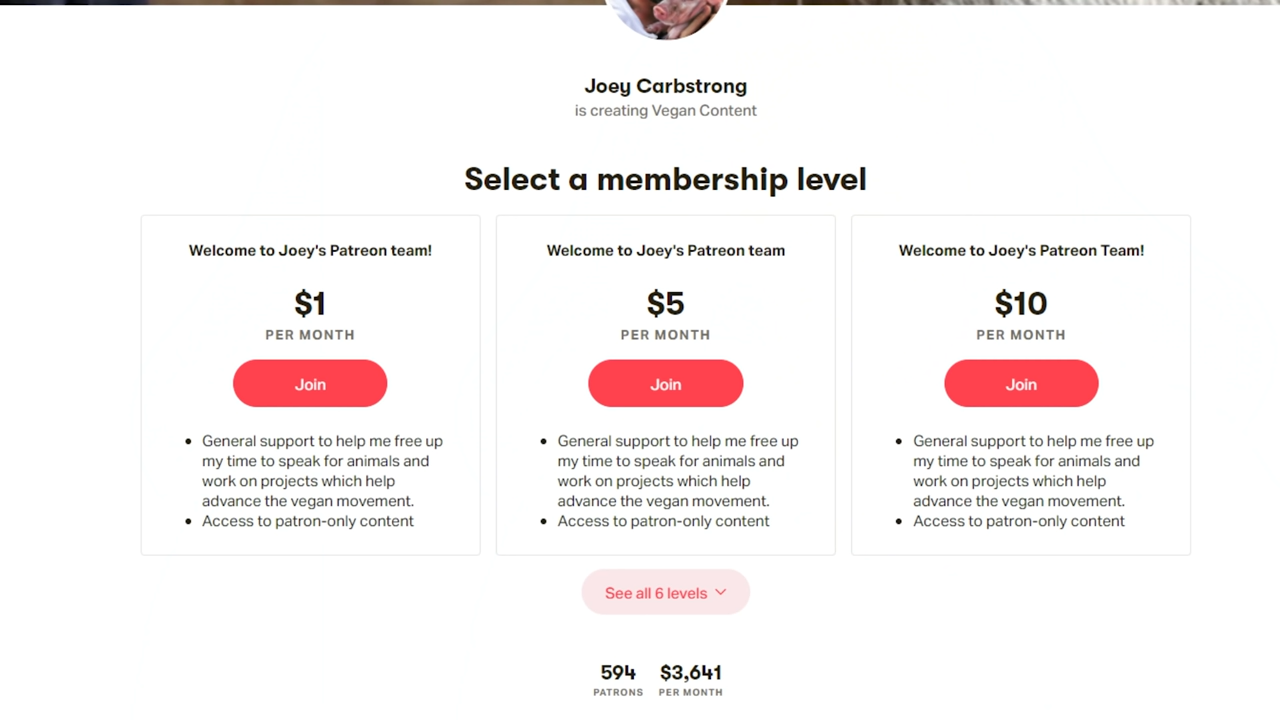 Joey Carbstrong
is creating Vegan Content
Select a membership level
Welcome to Joey's Patreon team!
$1
PER MONTH
Join
• General support to help me free up
my time to speak for animals and
work on projects which help
advance the vegan movement.
• Access to patron-only content
Welcome to Joey's Patreon team
$5
PER MONTH
Join
• General support to help me free up
my time to speak for animals and
work on projects which help
advance the vegan movement.
• Access to patron-only content
Welcome to Joey's Patreon Team!
$10
PER MONTH
Join
• General support to help me free up
my time to speak for animals and
work on projects which help
advance the vegan movement.
• Access to patron-only content
See all 6 levels
594 $3,641
PATRONS PER MONTH